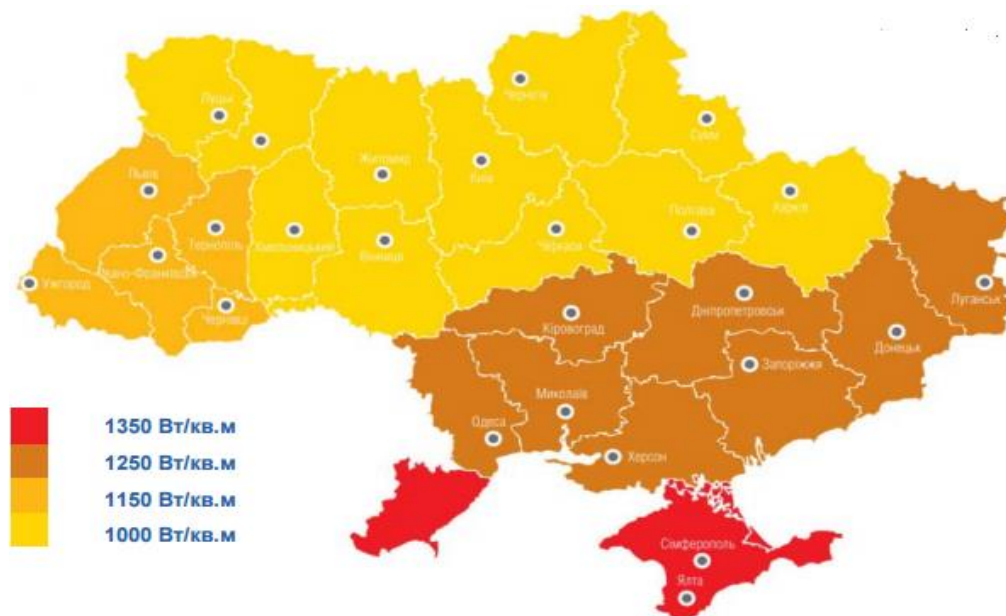 Луцьк
Чернігів
Суми
Житомир
Київ
Львів
Харків
Тернопіль
Хмельницький
Вінниця
Черкаси
Полтава
Івано-Франківськ
Ужгород
Чернівці
Луганськ
Кіровоград
Дніпропетровськ
Донецьк
Запоріжжя
Миколаїв
Одеса
Херсон
1350 Вт/кв.м
1250 Вт/кв.м
1150 Вт/кв.м
1000 Вт/кв.м
Сімферополь
Ялта